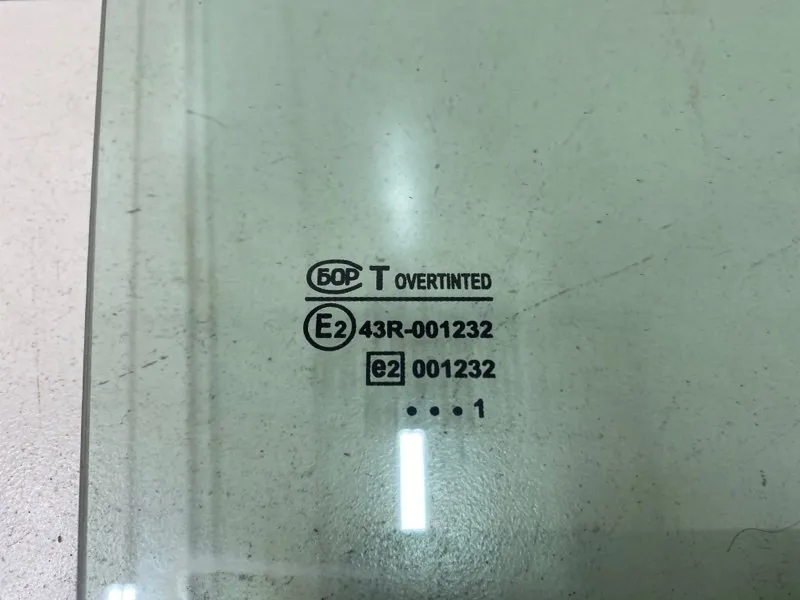 БОР T OVERTINTED
E2 43R-001232
e2 001232
• • • 1